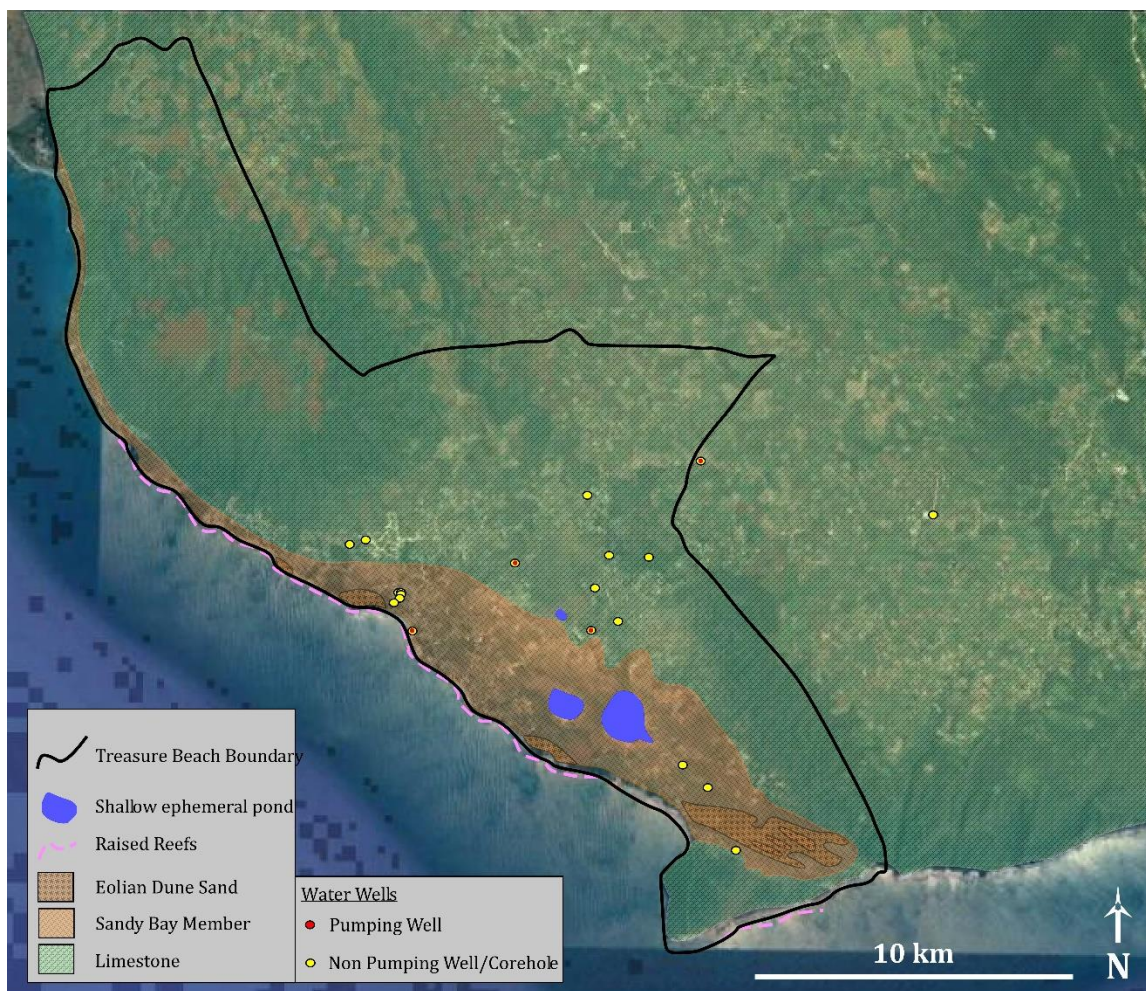 Treasure Beach Boundary
Shallow ephemeral pond
Raised Reefs
Eolian Dune Sand
Sandy Bay Member
Limestone
Water Wells
Pumping Well
Non Pumping Well/Corehole
10 km
N